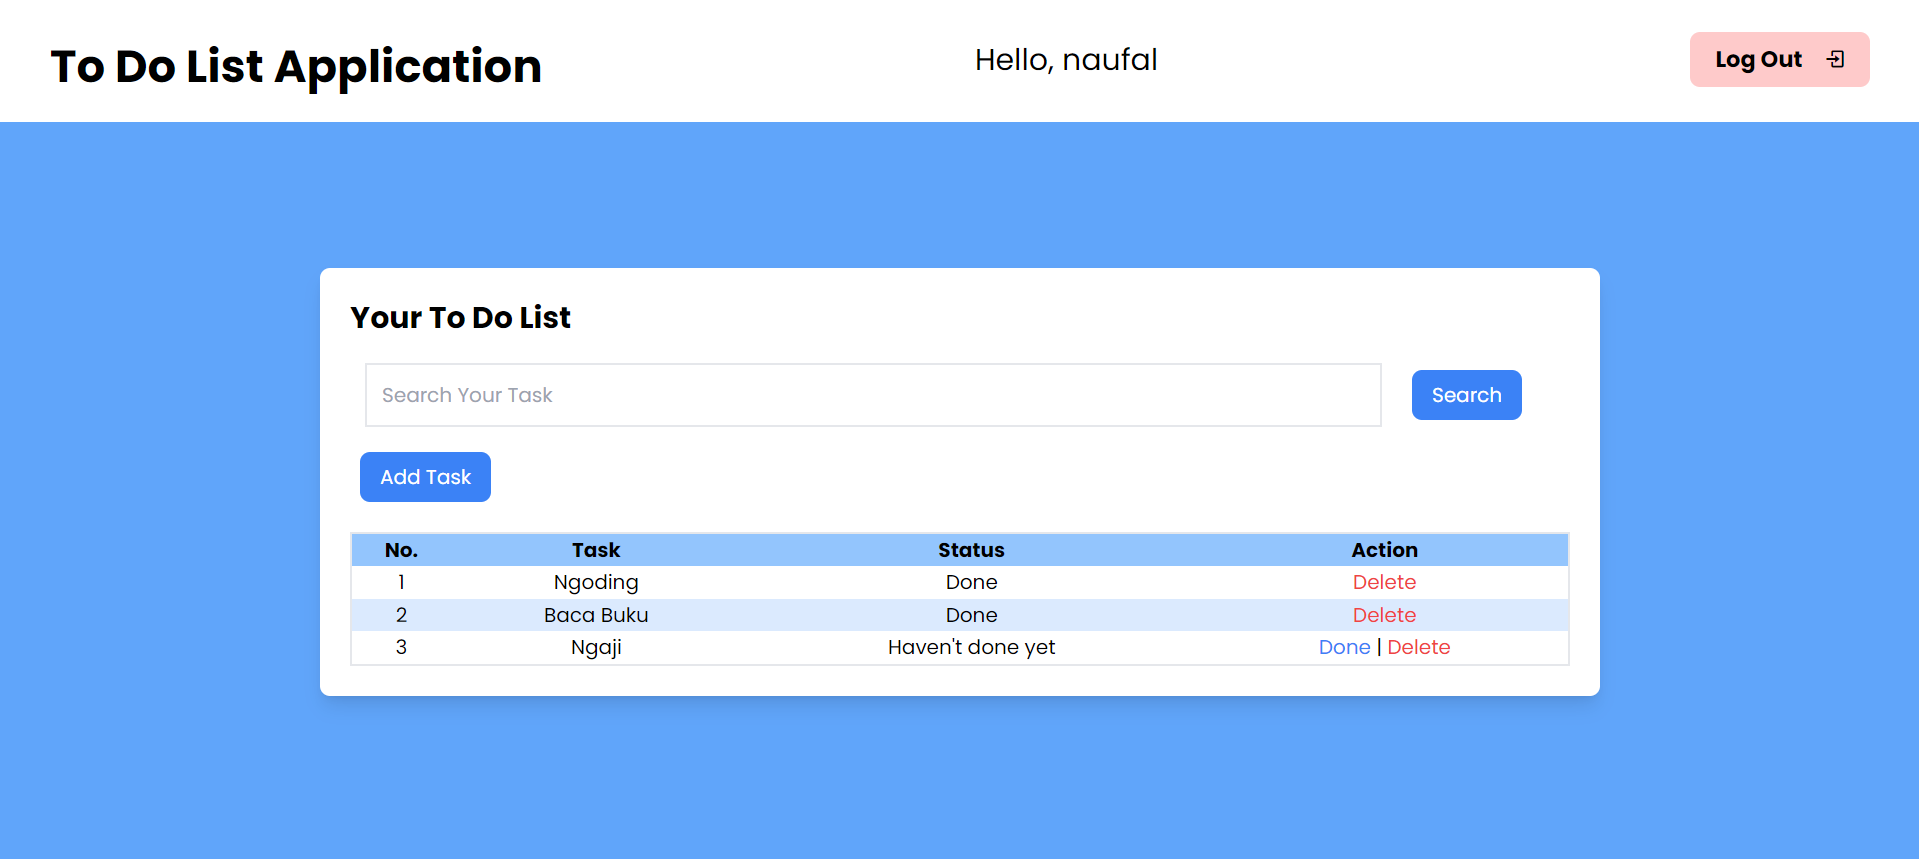 To Do List Application
Hello, naufal
Log Out
Your To Do List
Search Your Task
Search
Add Task
No. Task Status Action
1 Ngoding Done Delete
2 Baca Buku Done Delete
3 Ngaji Haven't done yet Done | Delete